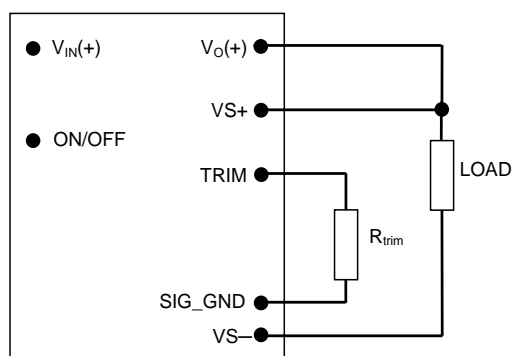 V_IN(+)
V_O(+)
VS+
ON/OFF
LOAD
TRIM
R_trim
SIG_GND
VS─